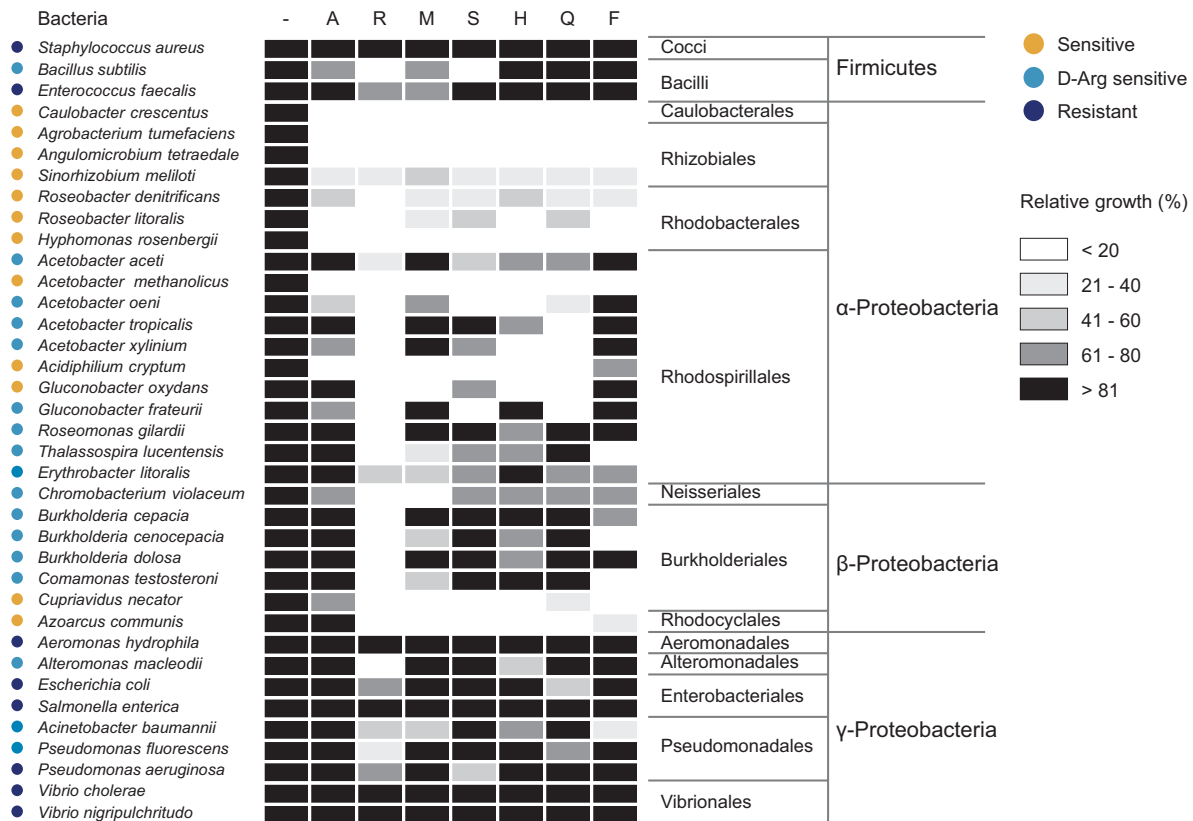 Bacteria - A R M S H Q F
Staphylococcus aureus
Bacillus subtilis
Enterococcus faecalis
Caulobacter crescentus
Agrobacterium tumefaciens
Angulomicrobium tetraedale
Sinorhizobium meliloti
Roseobacter denitrificans
Roseobacter litoralis
Hyphomonas rosenbergii
Acetobacter aceti
Acetobacter methanolicus
Acetobacter oeni
Acetobacter tropicalis
Acetobacter xylinium
Acidiphilium cryptum
Gluconobacter oxydans
Gluconobacter frateurii
Roseomonas gilardii
Thalassospira lucentensis
Erythrobacter litoralis
Chromobacterium violaceum
Burkholderia cepacia
Burkholderia cenocepacia
Burkholderia dolosa
Comamonas testosteroni
Cupriavidus necator
Azoarcus communis
Aeromonas hydrophila
Alteromonas macleodii
Escherichia coli
Salmonella enterica
Acinetobacter baumannii
Pseudomonas fluorescens
Pseudomonas aeruginosa
Vibrio cholerae
Vibrio nigripulchritudo
Cocci
Bacilli
Caulobacterales
Rhizobiales
Rhodobacterales
Rhodospirillales
Neisseriales
Burkholderiales
Rhodocyclales
Aeromonadales
Alteromonadales
Enterobacteriales
Pseudomonadales
Vibrionales
Firmicutes
α-Proteobacteria
β-Proteobacteria
γ-Proteobacteria
Sensitive
D-Arg sensitive
Resistant
Relative growth (%)
< 20
21 - 40
41 - 60
61 - 80
> 81